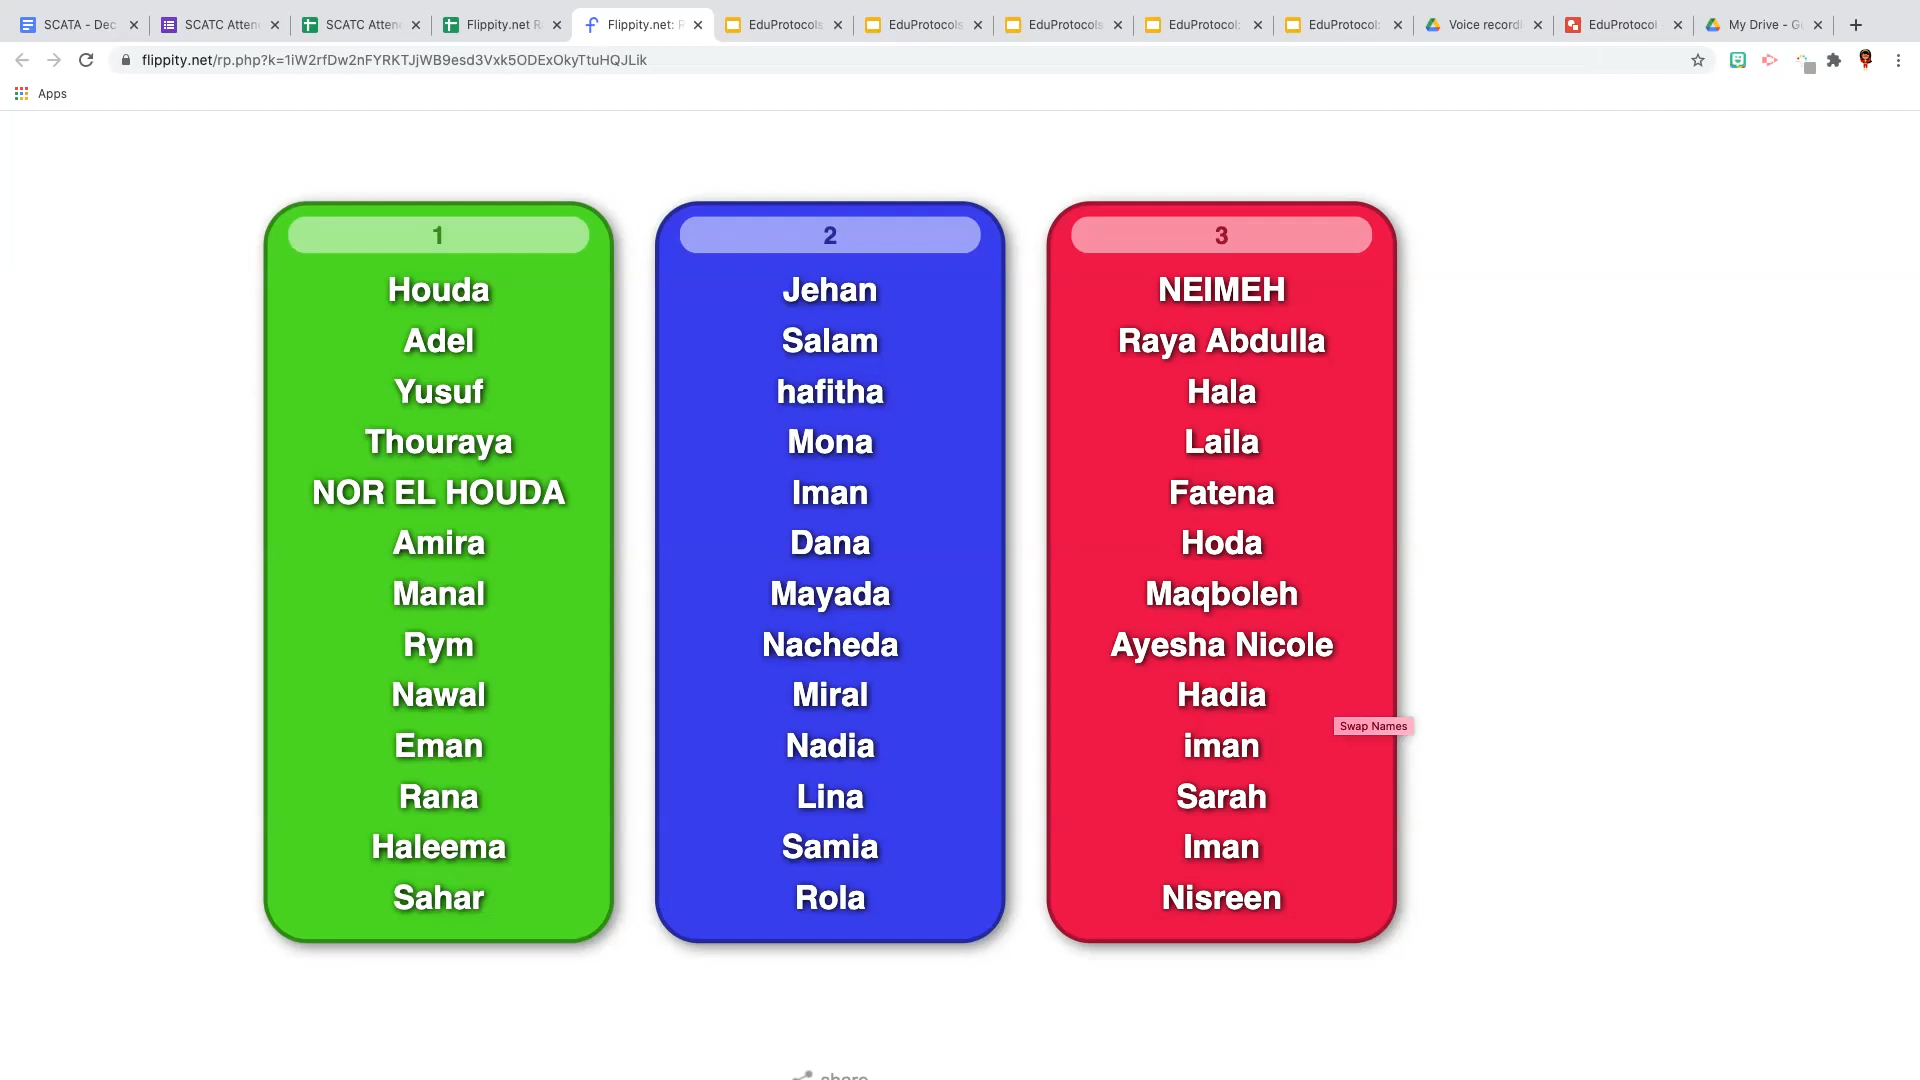 SCATA - Dec
SCATC Atten
SCATC Atten
Flippity.net R
Flippity.net: R
EduProtocols
EduProtocols
EduProtocols
EduProtocol:
EduProtocol:
Voice recordi
EduProtocol
My Drive - Go
flippity.net/rp.php?k=1iW2rfDw2nFYRKTJjWB9esd3Vxk5ODExOkyTtuHQJLik
Apps
1
Houda
Adel
Yusuf
Thouraya
NOR EL HOUDA
Amira
Manal
Rym
Nawal
Eman
Rana
Haleema
Sahar
2
Jehan
Salam
hafitha
Mona
Iman
Dana
Mayada
Nacheda
Miral
Nadia
Lina
Samia
Rola
3
NEIMEH
Raya Abdulla
Hala
Laila
Fatena
Hoda
Maqboleh
Ayesha Nicole
Hadia
Swap Names
iman
Sarah
Iman
Nisreen
share